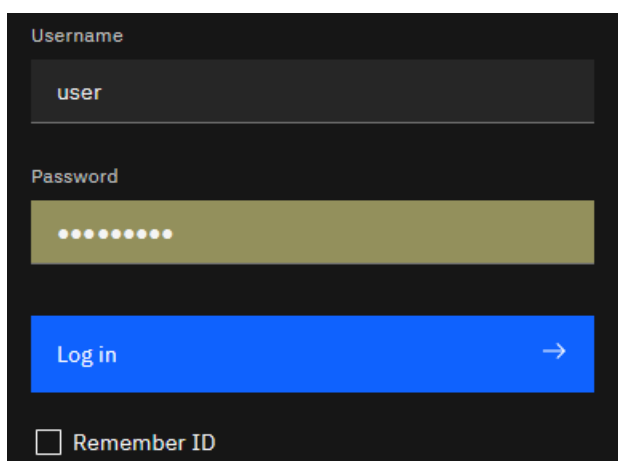 Username
user
Password
•••••••••
Log in →
Remember ID